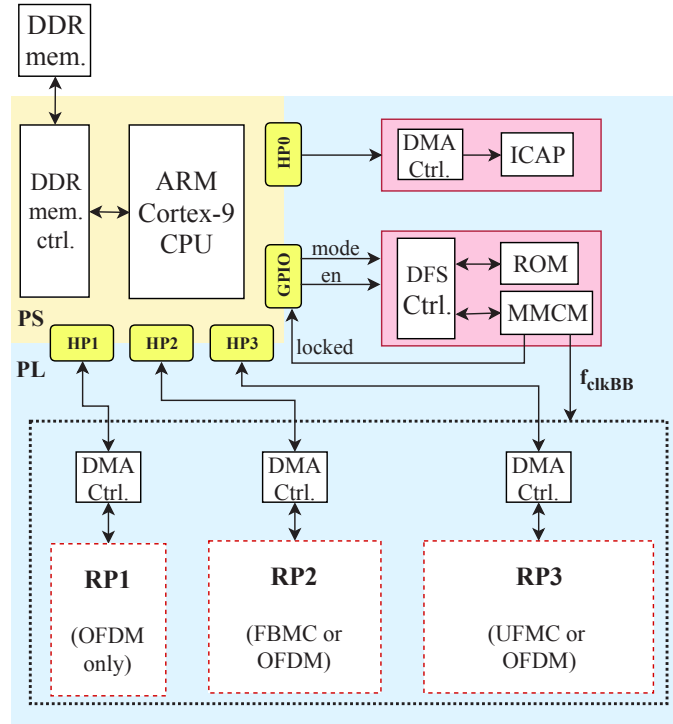 DDR
mem.
DDR
mem.
ctrl.
ARM
Cortex-9
CPU
PS
HP0
DMA
Ctrl.
ICAP
GPIO
mode
en
DFS
Ctrl.
ROM
MMCM
locked
f_clkBB
HP1
HP2
HP3
PL
DMA
Ctrl.
DMA
Ctrl.
DMA
Ctrl.
RP1
(OFDM
only)
RP2
(FBMC or
OFDM)
RP3
(UFMC or
OFDM)